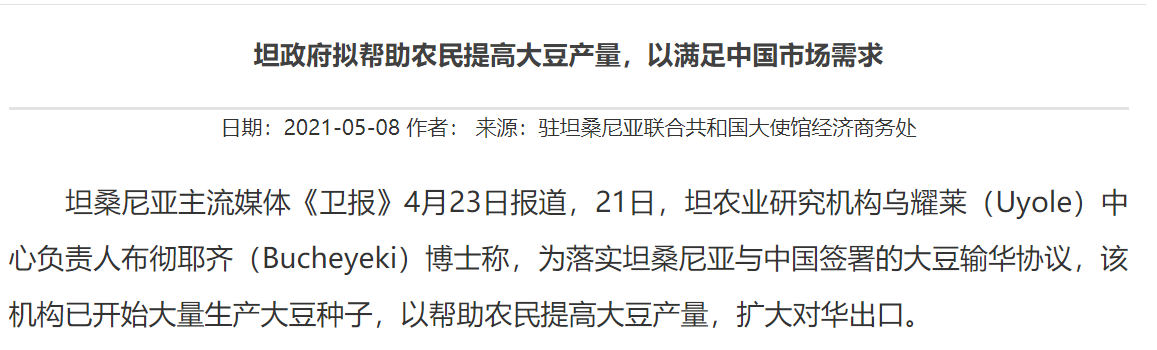 坦政府拟帮助农民提高大豆产量，以满足中国市场需求
日期：2021-05-08 作者： 来源：驻坦桑尼亚联合共和国大使馆经济商务处
坦桑尼亚主流媒体《卫报》4月23日报道，21日，坦农业研究机构乌耀莱（Uyole）中
心负责人布彻耶齐（Bucheyeki）博士称，为落实坦桑尼亚与中国签署的大豆输华协议，该
机构已开始大量生产大豆种子，以帮助农民提高大豆产量，扩大对华出口。